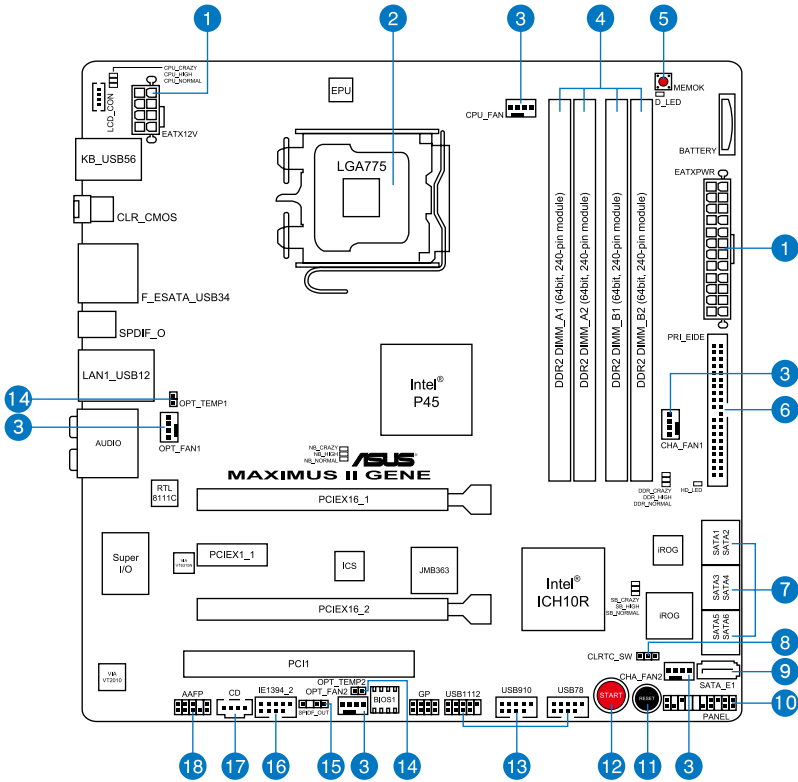 1
2
3
4
5
CPU_CRAZY
CPU_HIGH
CPU_NORMAL
LCD_CON
EATX12V
EPU
CPU_FAN
MEMOK
D_LED
BATTERY
KB_USB56
LGA775
EATXPWR
CLR_CMOS
1
F_ESATA_USB34
SPDIF_O
DDR2 DIMM_A1 (64bit, 240-pin module)
DDR2 DIMM_A2 (64bit, 240-pin module)
DDR2 DIMM_B1 (64bit, 240-pin module)
DDR2 DIMM_B2 (64bit, 240-pin module)
PRI_EIDE
LAN1_USB12
Intel®
P45
3
14
OPT_TEMP1
6
3
AUDIO
OPT_FAN1
CHA_FAN1
NB_CRAZY
NB_HIGH
NB_NORMAL
ASUS®
MAXIMUS II GENE
DDR_CRAZY
DDR_HIGH
DDR_NORMAL
HD_LED
RTL
8111C
PCIEX16_1
Super
I/O
VIA
PCIEX1_1
ICS
JMB363
Intel®
ICH10R
iROG
SATA1
SATA2
SATA3
SATA4
7
SB_CRAZY
SB_HIGH
SB_NORMAL
iROG
PCIEX16_2
SATA5
SATA6
8
CLRTC_SW
PCI1
VIA
VT2010
CHA_FAN2
SATA_E1
9
OPT_TEMP2
OPT_FAN2
AAFP
CD
IE1394_2
SPIDF_OUT
BIOS1
GP
USB1112
USB910
USB78
START
RESET
PANEL
10
18
17
16
15
3
14
13
12
11
3